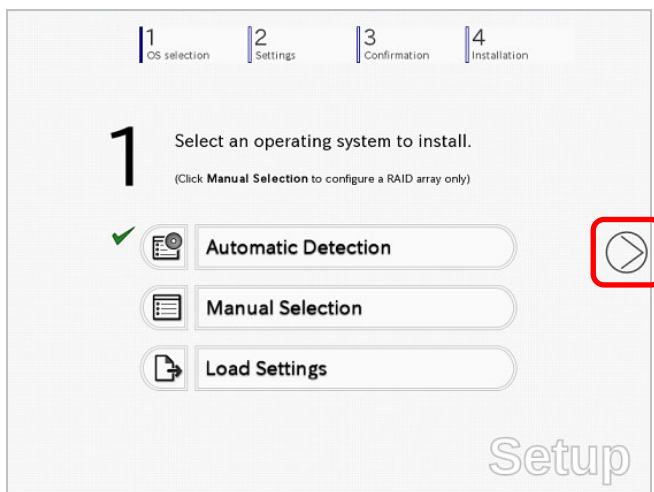 1
OS selection
2
Settings
3
Confirmation
4
Installation
1
Select an operating system to install.
(Click Manual Selection to configure a RAID array only)
Automatic Detection
Manual Selection
Load Settings
Setup